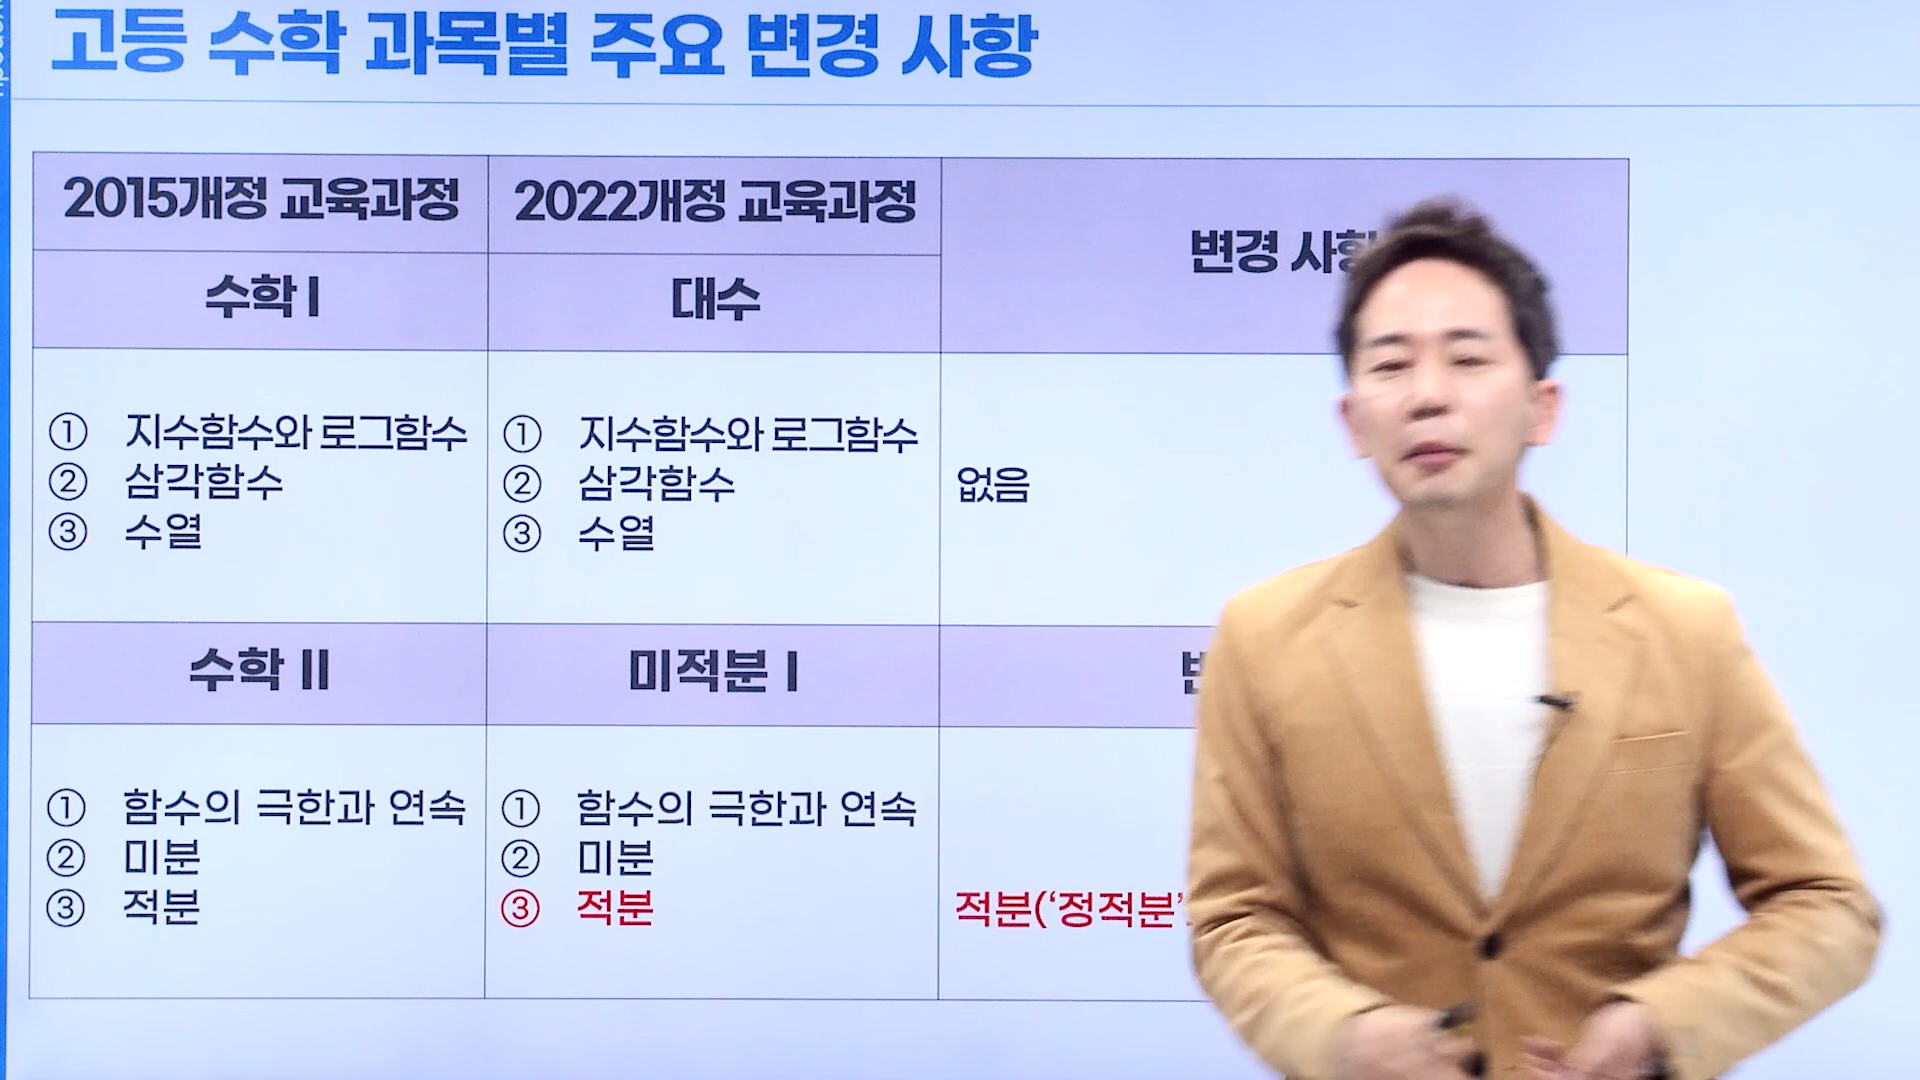 고등 수학 과목별 주요 변경 사항
2015개정 교육과정
2022개정 교육과정
변경
수학 I
대수
① 지수함수와 로그함수
② 삼각함수
③ 수열
① 지수함수와 로그함수
② 삼각함수
③ 수열
없음
수학 II
미적분 I
① 함수의 극한과 연속
② 미분
③ 적분
① 함수의 극한과 연속
② 미분
③ 적분
적분(‘정적분’